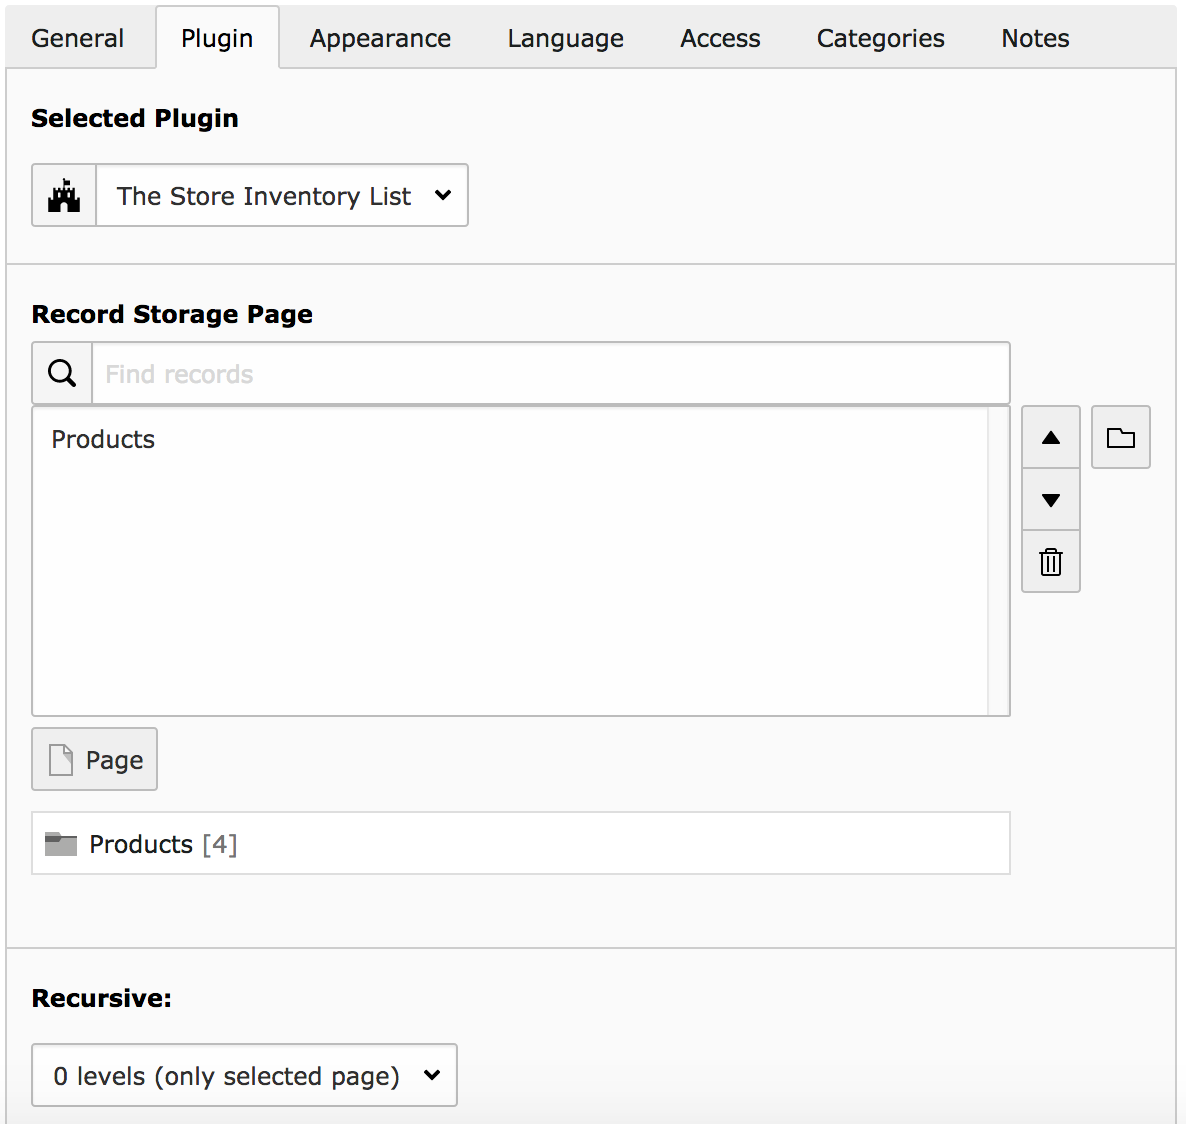 General Plugin Appearance Language Access Categories Notes
Selected Plugin
The Store Inventory List
Record Storage Page
Find records
Products
Page
Products [4]
Recursive:
0 levels (only selected page)